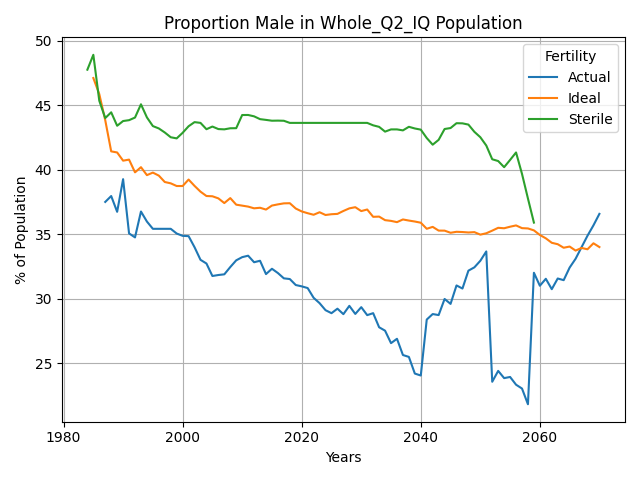 Proportion Male in Whole_Q2_IQ Population
50
45
40
35
30
25
% of Population
1980
2000
2020
2040
2060
Years
Fertility
Actual
Ideal
Sterile